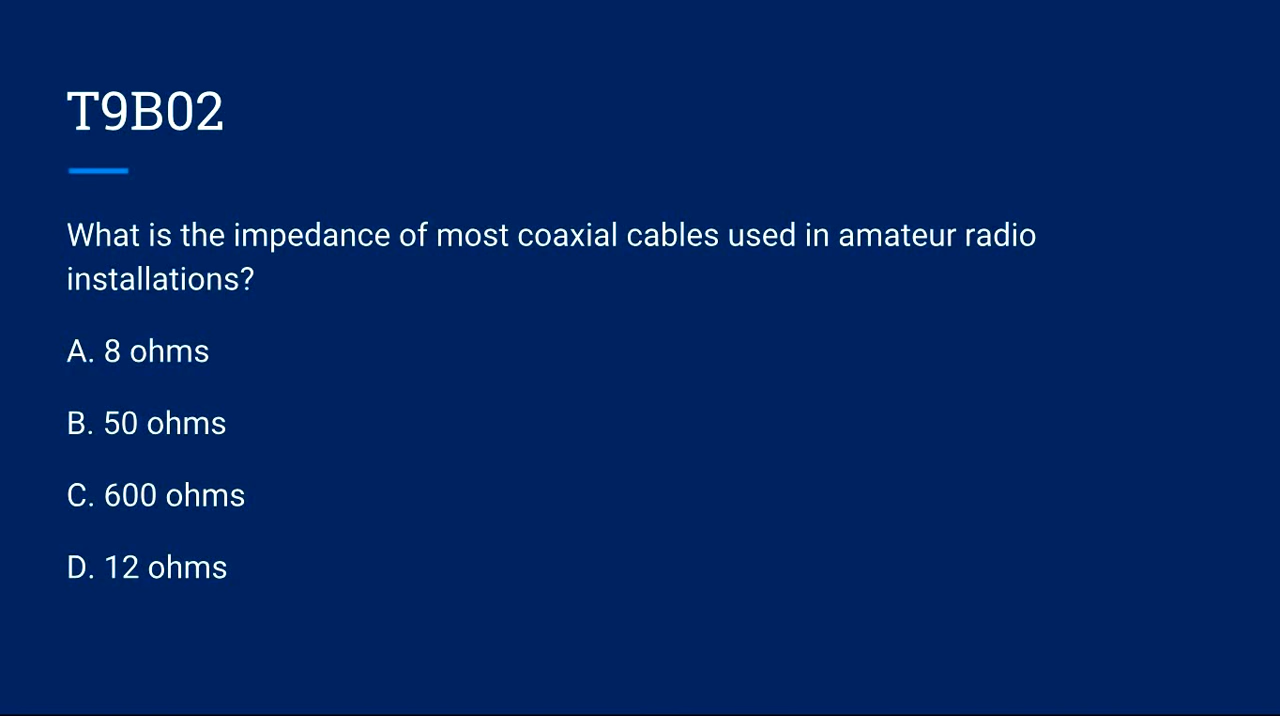 T9B02
What is the impedance of most coaxial cables used in amateur radio
installations?
A. 8 ohms
B. 50 ohms
C. 600 ohms
D. 12 ohms